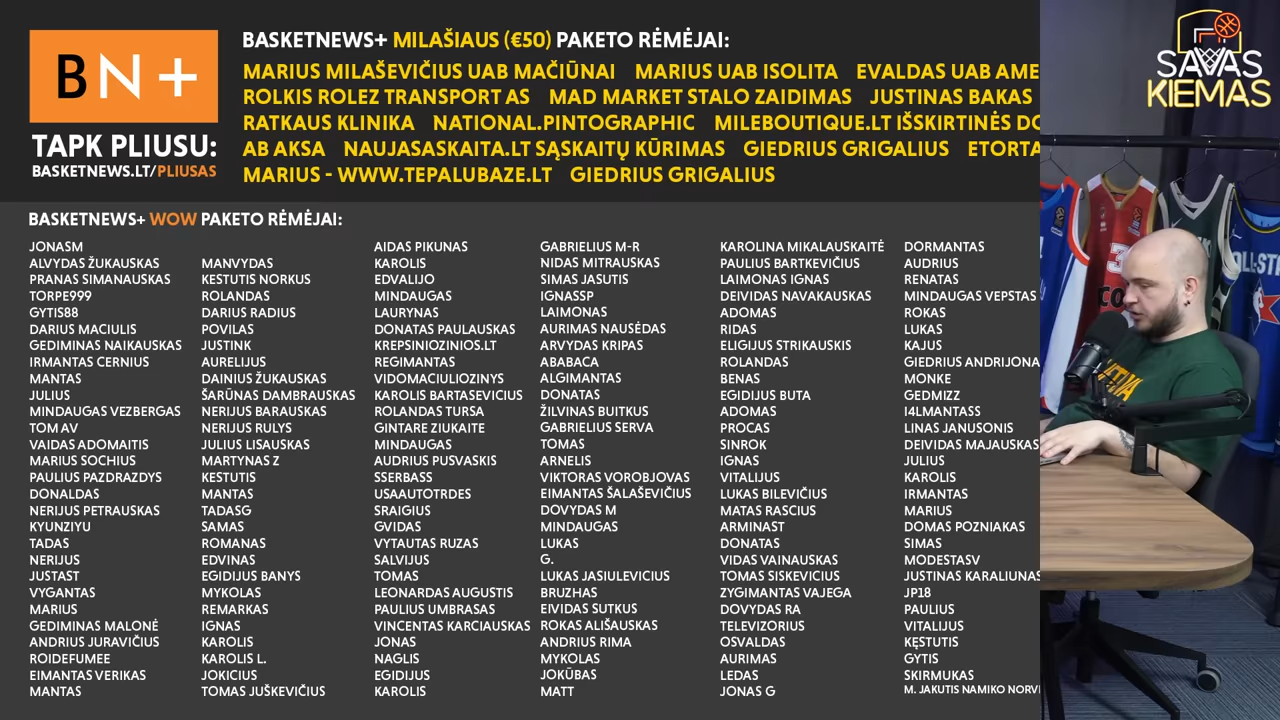 BN+
TAPK PLIUSU:
BASKETNEWS.LT/PLIUSAS
BASKETNEWS+ MILAŠIAUS (€50) PAKETO RĖMĖJAI:
MARIUS MILAŠEVIČIUS UAB MAČIŪNAI MARIUS UAB ISOLITA EVALDAS UAB AME
ROLKIS ROLEZ TRANSPORT AS MAD MARKET STALO ZAIDIMAS JUSTINAS BAKAS
RATKAUS KLINIKA NATIONAL.PINTOGRAPHIC MILEBOUTIQUE.LT IŠSKIRTINĖS DO
AB AKSA NAUJASASKAITA.LT SĄSKAITŲ KŪRIMAS GIEDRIUS GRIGALIUS ETORTA
MARIUS - WWW.TEPALUBAZE.LT GIEDRIUS GRIGALIUS
SAVAS
KIEMAS
BASKETNEWS+ WOW PAKETO RĖMĖJAI:
JONASM
ALVYDAS ŽUKAUSKAS
PRANAS SIMANAUSKAS
TORPE999
GYTIS88
DARIUS MACIULIS
GEDIMINAS NAIKAUSKAS
IRMANTAS CERNIUS
MANTAS
JULIUS
MINDAUGAS VEZBERGAS
TOM AV
VAIDAS ADOMAITIS
MARIUS SOCHIUS
PAULIUS PAZDRAZDYS
DONALDAS
NERIJUS PETRAUSKAS
KYUNZIYU
TADAS
NERIJUS
JUSTAST
VYGANTAS
MARIUS
GEDIMINAS MALONĖ
ANDRIUS JURAVIČIUS
ROIDEFUMEE
EIMANTAS VERIKAS
MANTAS
MANVYDAS
KESTUTIS NORKUS
ROLANDAS
DARIUS RADIUS
POVILAS
JUSTINK
AURELIJUS
DAINIUS ŽUKAUSKAS
ŠARŪNAS DAMBRAUSKAS
NERIJUS BARAUSKAS
NERIJUS RULYS
JULIUS LISAUSKAS
MARTYNAS Z
KESTUTIS
MANTAS
TADASG
SAMAS
ROMANAS
EDVINAS
EGIDIJUS BANYS
MYKOLAS
REMARKAS
IGNAS
KAROLIS
KAROLIS L.
JOKICIUS
TOMAS JUŠKEVIČIUS
AIDAS PIKUNAS
KAROLIS
EDVALIJO
MINDAUGAS
LAURYNAS
DONATAS PAULAUSKAS
KREPSINIOZINIOS.LT
REGIMANTAS
VIDOMACIULIOZINYS
KAROLIS BARTASEVICIUS
ROLANDAS TURSA
GINTARE ZIUKAITE
MINDAUGAS
AUDRIUS PUSVASKIS
SSERBASS
USAAUTOTRDES
SRAIGIUS
GVIDAS
VYTAUTAS RUZAS
SALVIJUS
TOMAS
LEONARDAS AUGUSTIS
PAULIUS UMBRASAS
VINCENTAS KARCIAUSKAS
JONAS
NAGLIS
EGIDIJUS
KAROLIS
GABRIELIUS M-R
NIDAS MITRAUSKAS
SIMAS JASUTIS
IGNASSP
LAIMONAS
AURIMAS NAUSĖDAS
ARVYDAS KRIPAS
ABABACA
ALGIMANTAS
DONATAS
ŽILVINAS BUITKUS
GABRIELIUS SERVA
TOMAS
ARNELIS
VIKTORAS VOROBJOVAS
EIMANTAS ŠALAŠEVIČIUS
DOVYDAS M
MINDAUGAS
LUKAS
G.
LUKAS JASIULEVICIUS
BRUZHAS
EIVIDAS SUTKUS
ROKAS ALIŠAUSKAS
ANDRIUS RIMA
MYKOLAS
JOKŪBAS
MATT
KAROLINA MIKALAUSKAITĖ
PAULIUS BARTKEVIČIUS
LAIMONAS IGNAS
DEIVIDAS NAVAKAUSKAS
ADOMAS
RIDAS
ELIGIJUS STRIKAUSKIS
ROLANDAS
BENAS
EGIDIJUS BUTA
ADOMAS
PROCAS
SINROK
IGNAS
VITALIJUS
LUKAS BILEVIČIUS
MATAS RASCIUS
ARMINAST
DONATAS
VIDAS VAINAUSKAS
TOMAS SISKEVICIUS
ZYGIMANTAS VAJEGA
DOVYDAS RA
TELEVIZORIUS
OSVALDAS
AURIMAS
LEDAS
JONAS G
DORMANTAS
AUDRIUS
RENATAS
MINDAUGAS VEPSTAS
ROKAS
LUKAS
KAJUS
GIEDRIUS ANDRIJONA
MONKE
GEDMIZZ
I4LMANTASS
LINAS JANUSONIS
DEIVIDAS MAJAUSKAS
JULIUS
KAROLIS
IRMANTAS
MARIUS
DOMAS POZNIAKAS
SIMAS
MODESTASV
JUSTINAS KARALIUNAS
JP18
PAULIUS
VITALIJUS
KĘSTUTIS
GYTIS
SKIRMUKAS
M. JAKUTIS NAMIKO NORVI